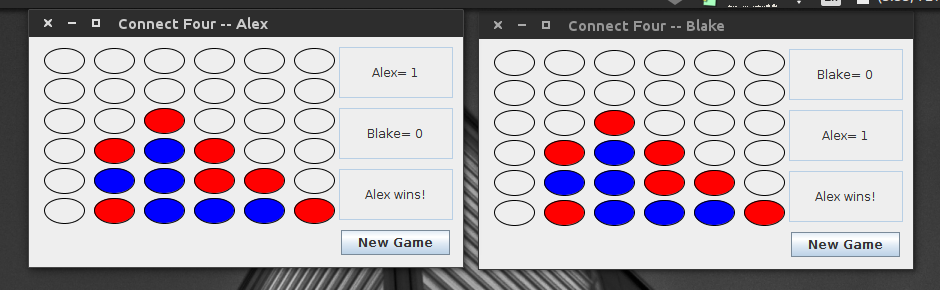 Connect Four -- Alex
Alex= 1
Blake= 0
Alex wins!
New Game
Connect Four -- Blake
Blake= 0
Alex= 1
Alex wins!
New Game